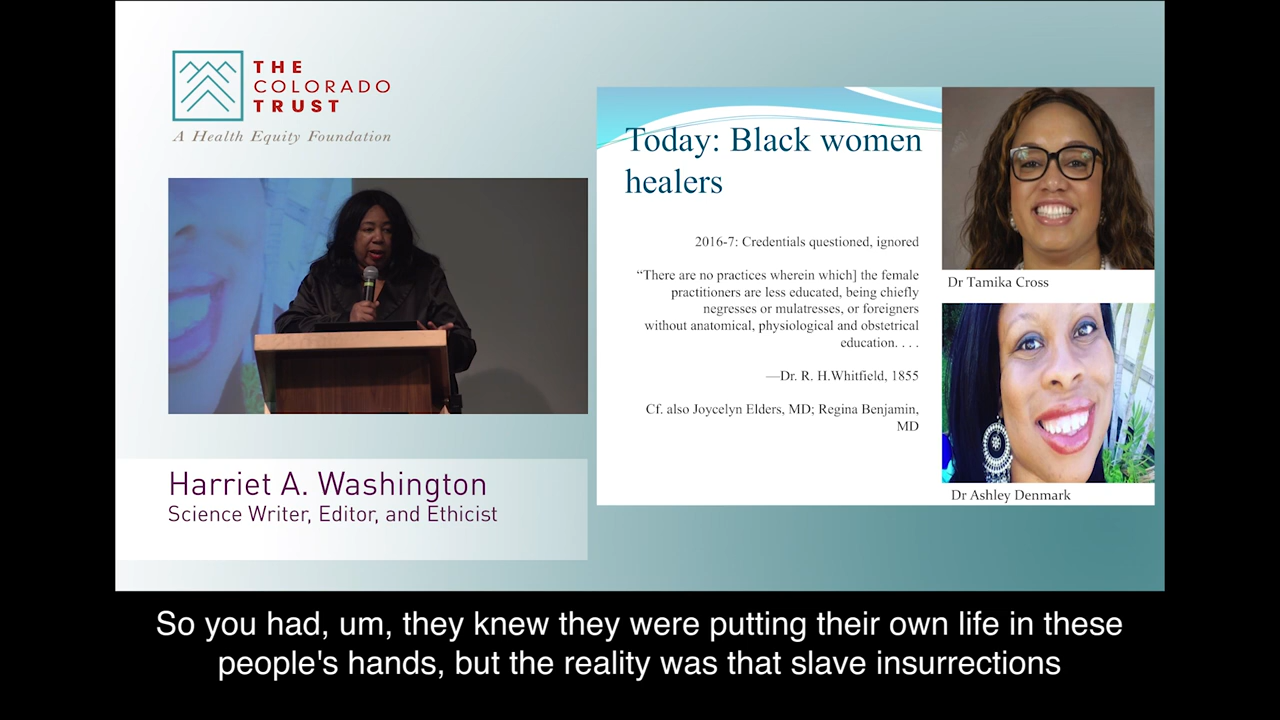 THE
COLORADO
TRUST
A Health Equity Foundation
Harriet A. Washington
Science Writer, Editor, and Ethicist
Today: Black women
healers
2016-7: Credentials questioned, ignored
“There are no practices wherein which] the female
practitioners are less educated, being chiefly
negresses or mulatresses, or foreigners
without anatomical, physiological and obstetrical
education. . . .
—Dr. R. H.Whitfield, 1855
Cf. also Joycelyn Elders, MD; Regina Benjamin,
MD
Dr Tamika Cross
Dr Ashley Denmark
So you had, um, they knew they were putting their own life in these
people's hands, but the reality was that slave insurrections